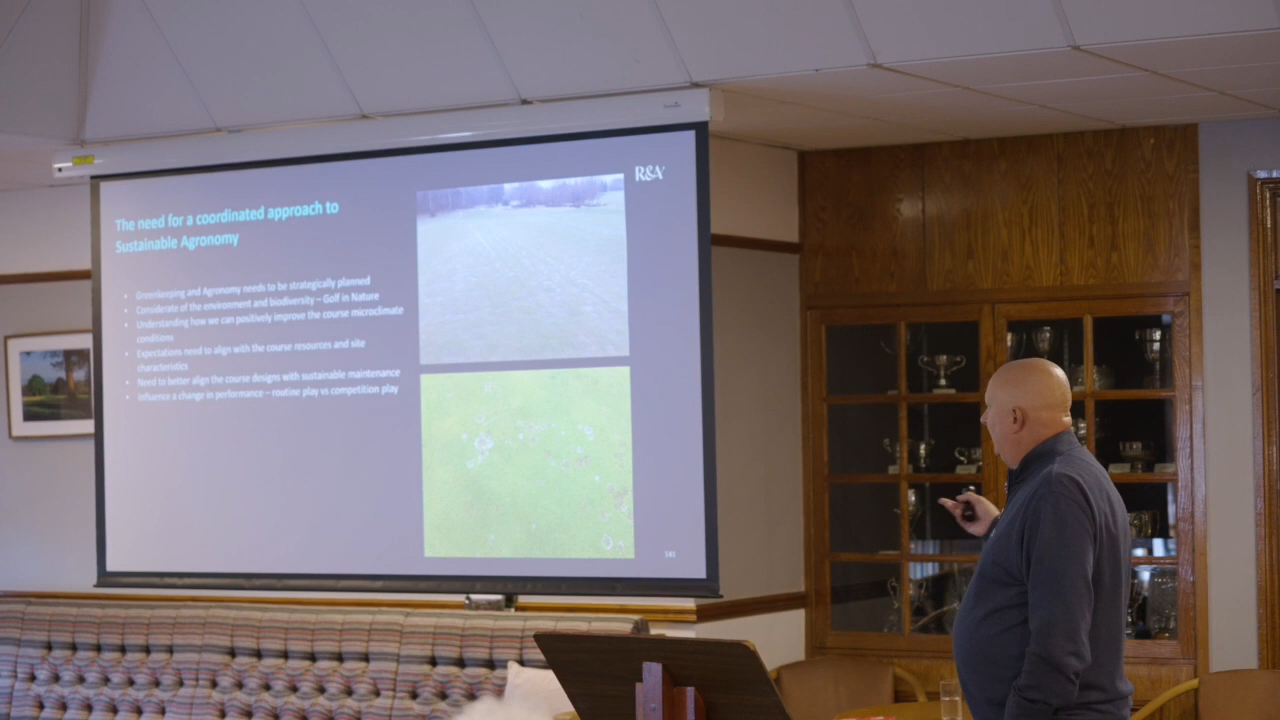 R&A
The need for a coordinated approach to
Sustainable Agronomy
• Greenkeeping and Agronomy needs to be strategically planned
• Considerate of the environment and biodiversity – Golf in Nature
• Understanding how we can positively improve the course microclimate
conditions
• Expectations need to align with the course resources and site
characteristics
• Need to better align the course designs with sustainable maintenance
• Influence a change in performance – routine play vs competition play